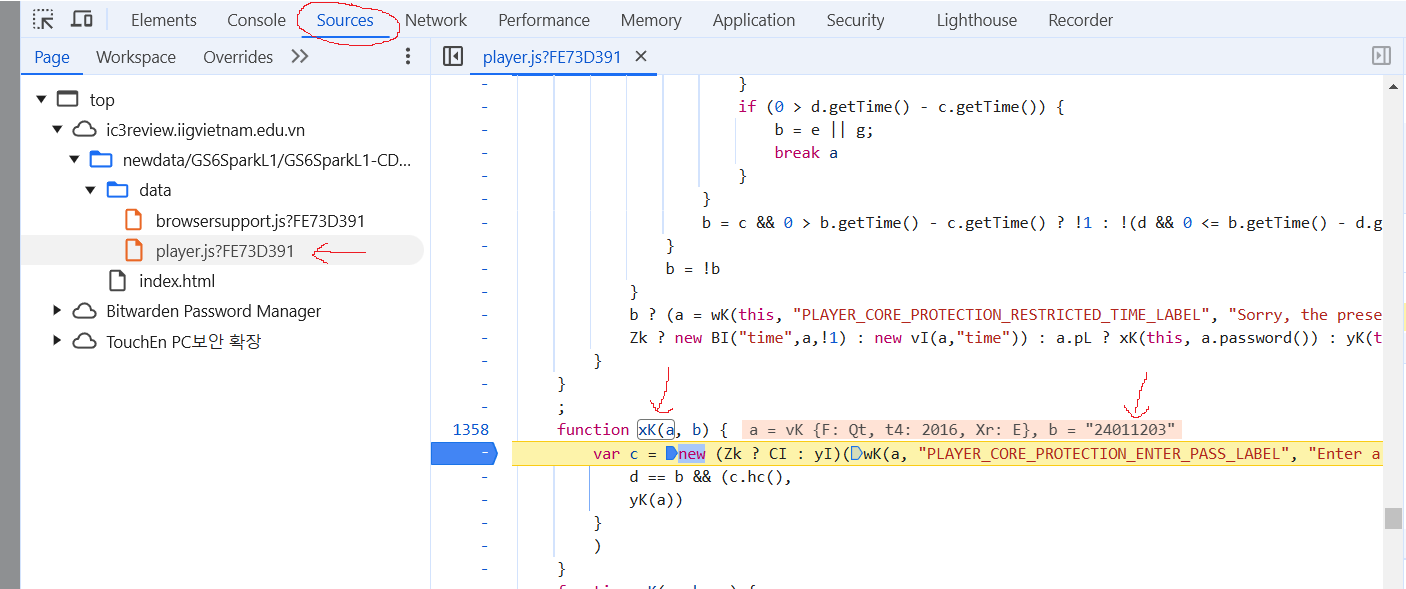 Elements Console Sources Network Performance Memory Application Security Lighthouse Recorder
Page Workspace Overrides
player.js?FE73D391
top
ic3review.iigvietnam.edu.vn
newdata/GS6SparkL1/GS6SparkL1-CD...
data
browsersupport.js?FE73D391
player.js?FE73D391
index.html
Bitwarden Password Manager
TouchEn PC보안 확장
}
if (0 > d.getTime() - c.getTime()) {
b = e || g;
break a
}
}
b = c && 0 > b.getTime() - c.getTime() ? !1 : !(d && 0 <= b.getTime() - d.g
}
b = !b
}
b ? (a = wK(this, "PLAYER_CORE_PROTECTION_RESTRICTED_TIME_LABEL", "Sorry, the prese
Zk ? new BI("time",a,!1) : new vI(a,"time")) : a.pL ? xK(this, a.password()) : yK(t
}
}
;
1358 function xK(a, b) { a = vK {F: Qt, t4: 2016, Xr: E}, b = "24011203"
var c = new (Zk ? CI : yI)(wK(a, "PLAYER_CORE_PROTECTION_ENTER_PASS_LABEL", "Enter a
d == b && (c.hc(),
yK(a))
}
)
}